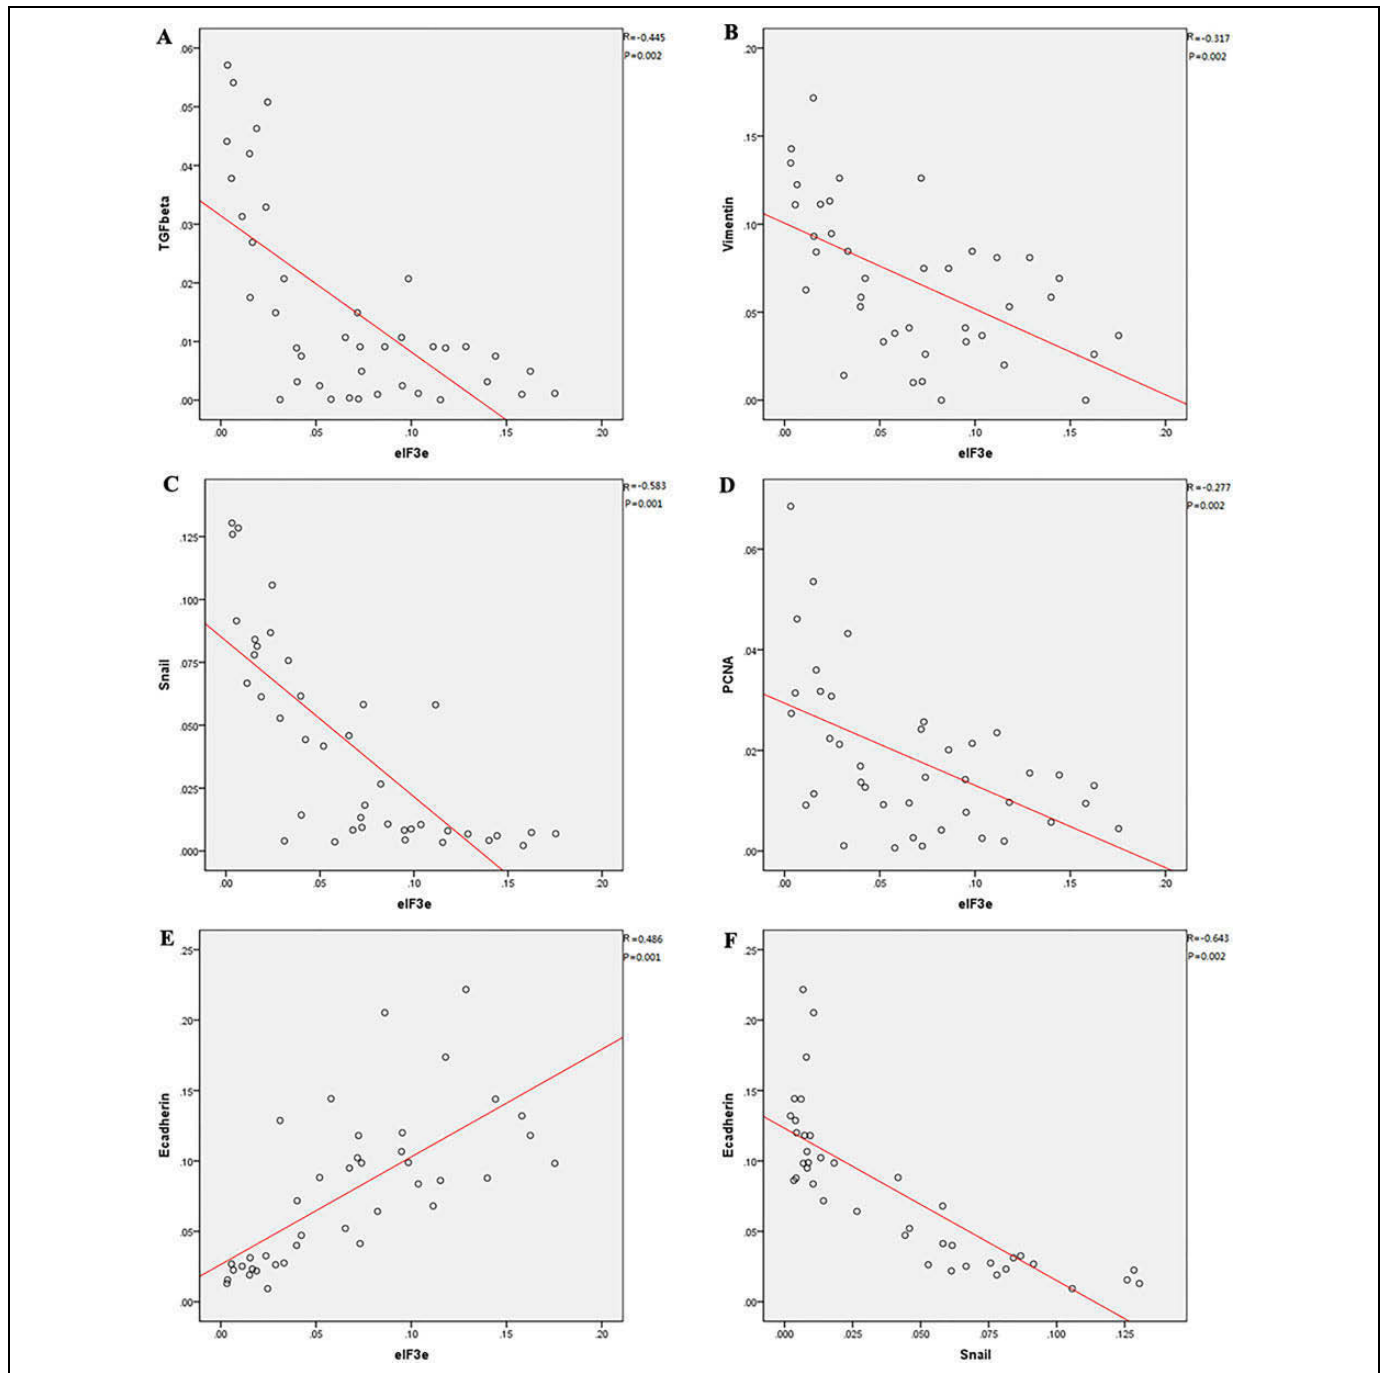 A
R=-0.445
P=0.002
.06
.05
.04
.03
.02
.01
.00
TGFbeta
.00 .05 .10 .15 .20
eIF3e
B
R=-0.317
P=0.002
.20
.15
.10
.05
.00
Vimentin
.00 .05 .10 .15 .20
eIF3e
C
R=-0.583
P=0.001
.125
.100
.075
.050
.025
.000
Snail
.00 .05 .10 .15 .20
eIF3e
D
R=-0.277
P=0.002
.06
.04
.02
.00
PCNA
.00 .05 .10 .15 .20
eIF3e
E
R=0.486
P=0.001
.25
.20
.15
.10
.05
.00
Ecadherin
.00 .05 .10 .15 .20
eIF3e
F
R=-0.643
P=0.002
.25
.20
.15
.10
.05
.00
Ecadherin
.000 .025 .050 .075 .100 .125
Snail